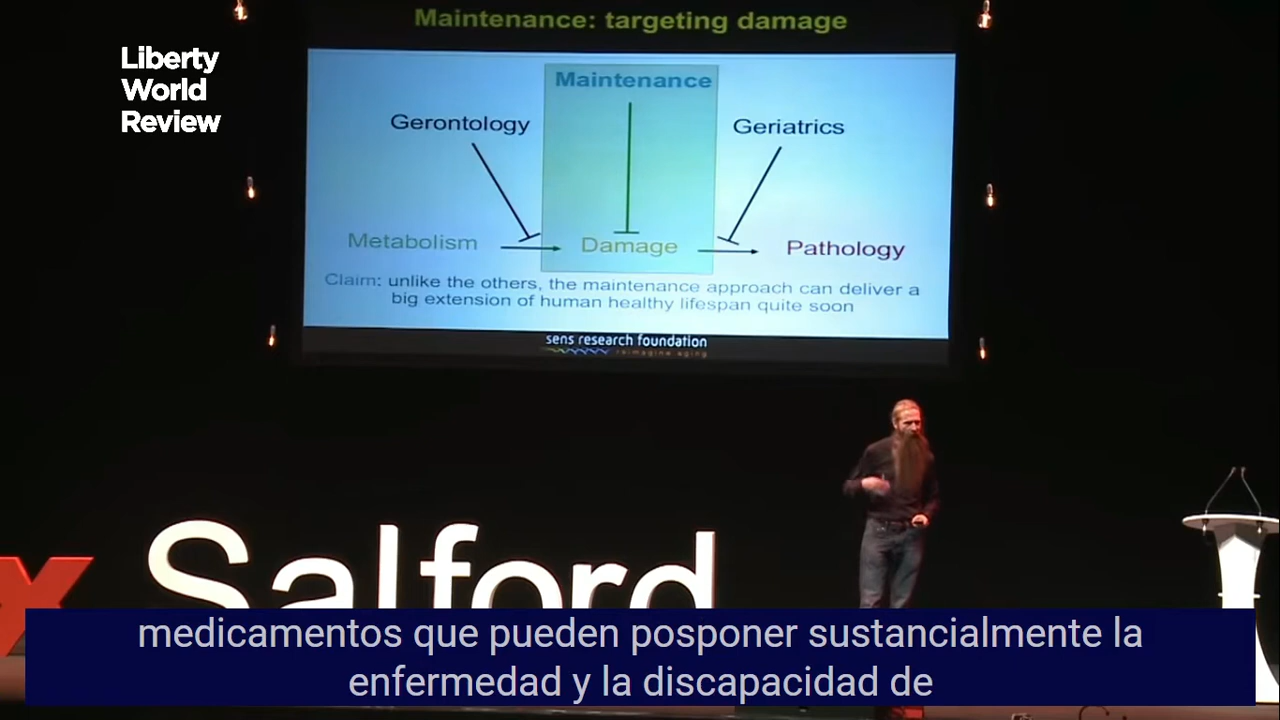 Maintenance: targeting damage
Liberty
World
Review
Maintenance
Gerontology
Geriatrics
Metabolism
Damage
Pathology
Claim: unlike the others, the maintenance approach can deliver a
big extension of human healthy lifespan quite soon
sens research foundation
reimagine aging
x Salford
medicamentos que pueden posponer sustancialmente la
enfermedad y la discapacidad de